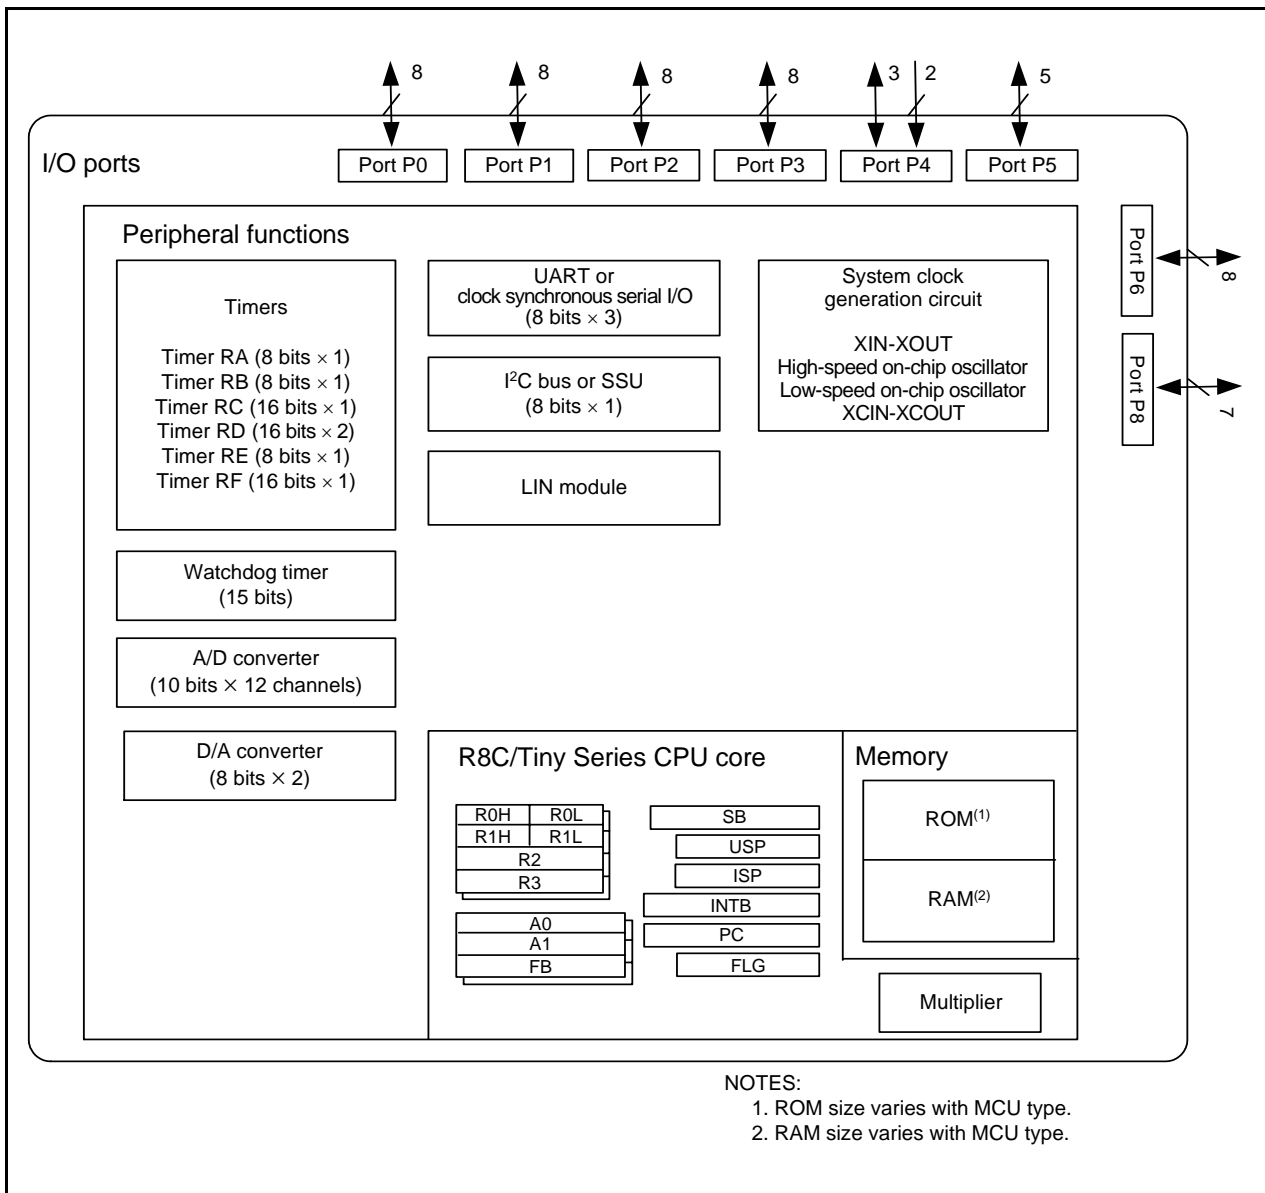 8 8 8 8 3 2 5
I/O ports
Port P0 Port P1 Port P2 Port P3 Port P4 Port P5
Port P6
8
Port P8
7
Peripheral functions
Timers
Timer RA (8 bits × 1)
Timer RB (8 bits × 1)
Timer RC (16 bits × 1)
Timer RD (16 bits × 2)
Timer RE (8 bits × 1)
Timer RF (16 bits × 1)
Watchdog timer
(15 bits)
A/D converter
(10 bits × 12 channels)
D/A converter
(8 bits × 2)
UART or
clock synchronous serial I/O
(8 bits × 3)
I²C bus or SSU
(8 bits × 1)
LIN module
System clock
generation circuit
XIN-XOUT
High-speed on-chip oscillator
Low-speed on-chip oscillator
XCIN-XCOUT
R8C/Tiny Series CPU core
R0H R0L
R1H R1L
R2
R3
A0
A1
FB
SB
USP
ISP
INTB
PC
FLG
Memory
ROM(1)
RAM(2)
Multiplier
NOTES:
1. ROM size varies with MCU type.
2. RAM size varies with MCU type.